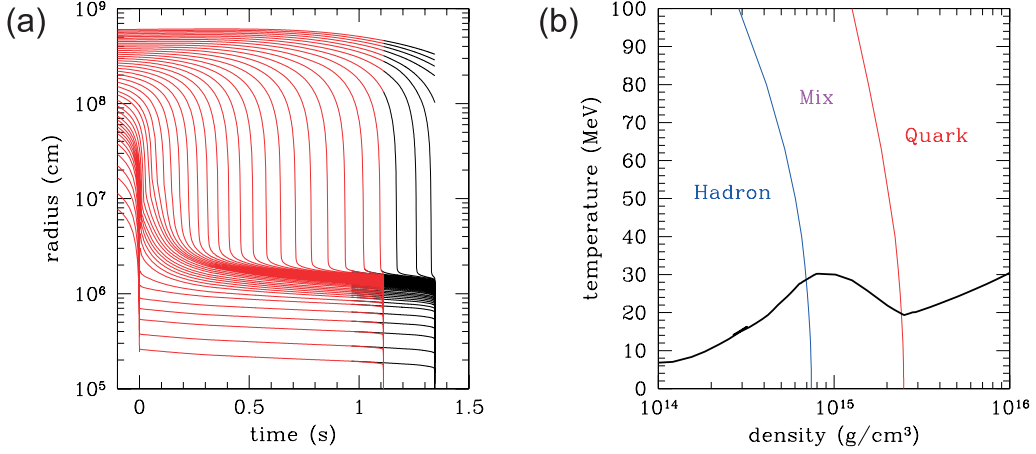 (a)
10⁹
10⁸
10⁷
10⁶
10⁵
radius (cm)
0 0.5 1 1.5
time (s)
(b)
100
90
80
70
60
50
40
30
20
10
0
temperature (MeV)
Mix
Quark
Hadron
10¹⁴ 10¹⁵ 10¹⁶
density (g/cm³)